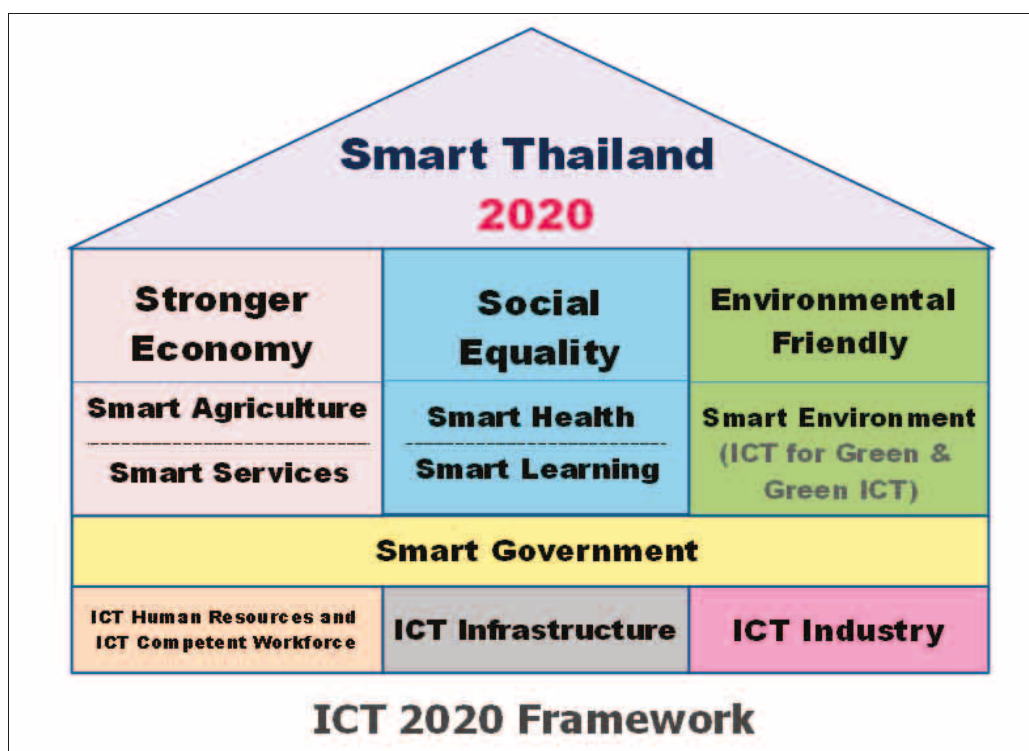 Smart Thailand
2020
Stronger
Economy
Social
Equality
Environmental
Friendly
Smart Agriculture
Smart Services
Smart Health
Smart Learning
Smart Environment
(ICT for Green &
Green ICT)
Smart Government
ICT Human Resources and
ICT Competent Workforce
ICT Infrastructure
ICT Industry
ICT 2020 Framework